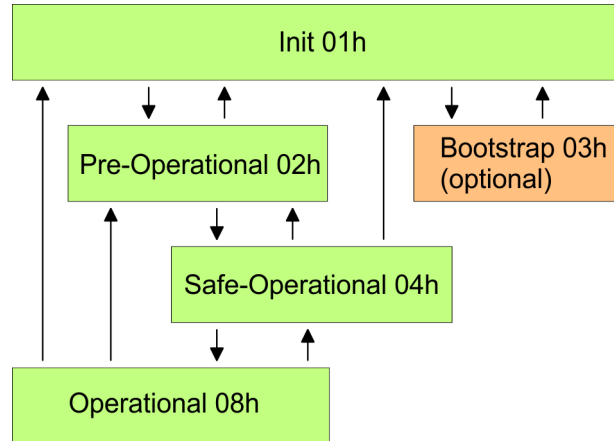 Init 01h
Pre-Operational 02h
Bootstrap 03h
(optional)
Safe-Operational 04h
Operational 08h